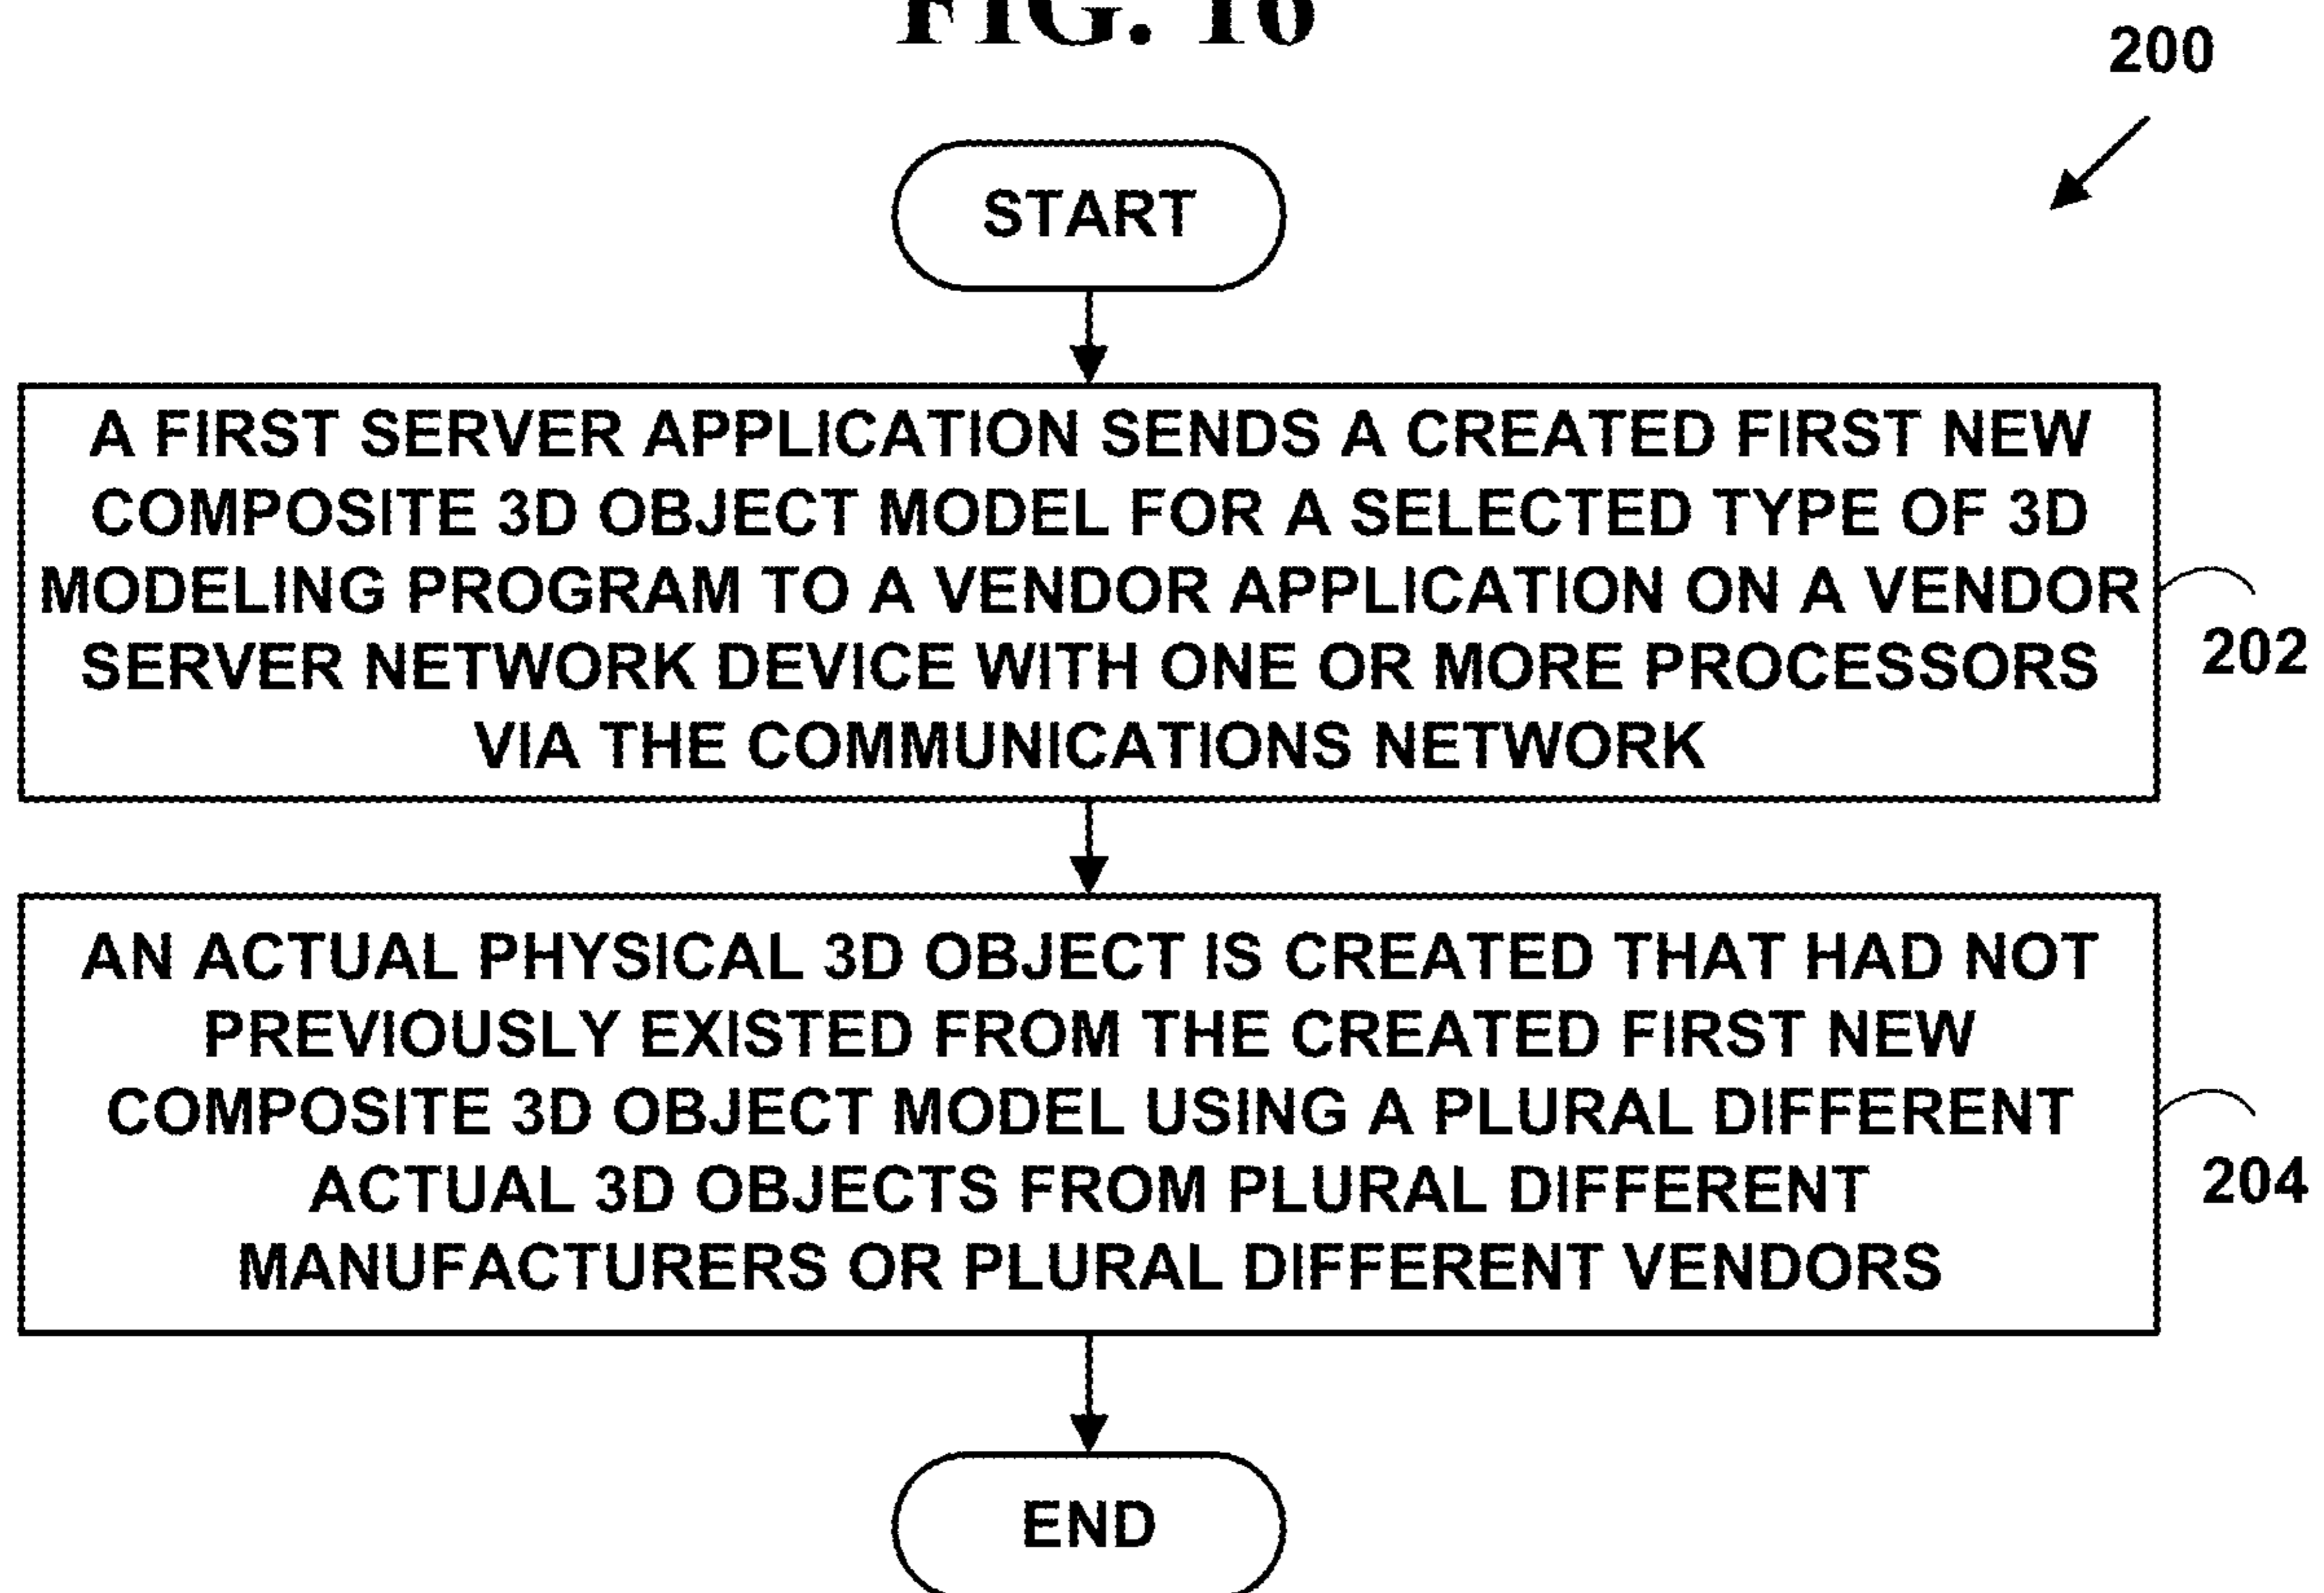 FIG. 16
200
START
A FIRST SERVER APPLICATION SENDS A CREATED FIRST NEW
COMPOSITE 3D OBJECT MODEL FOR A SELECTED TYPE OF 3D
MODELING PROGRAM TO A VENDOR APPLICATION ON A VENDOR
SERVER NETWORK DEVICE WITH ONE OR MORE PROCESSORS
VIA THE COMMUNICATIONS NETWORK
202
AN ACTUAL PHYSICAL 3D OBJECT IS CREATED THAT HAD NOT
PREVIOUSLY EXISTED FROM THE CREATED FIRST NEW
COMPOSITE 3D OBJECT MODEL USING A PLURAL DIFFERENT
ACTUAL 3D OBJECTS FROM PLURAL DIFFERENT
MANUFACTURERS OR PLURAL DIFFERENT VENDORS
204
END